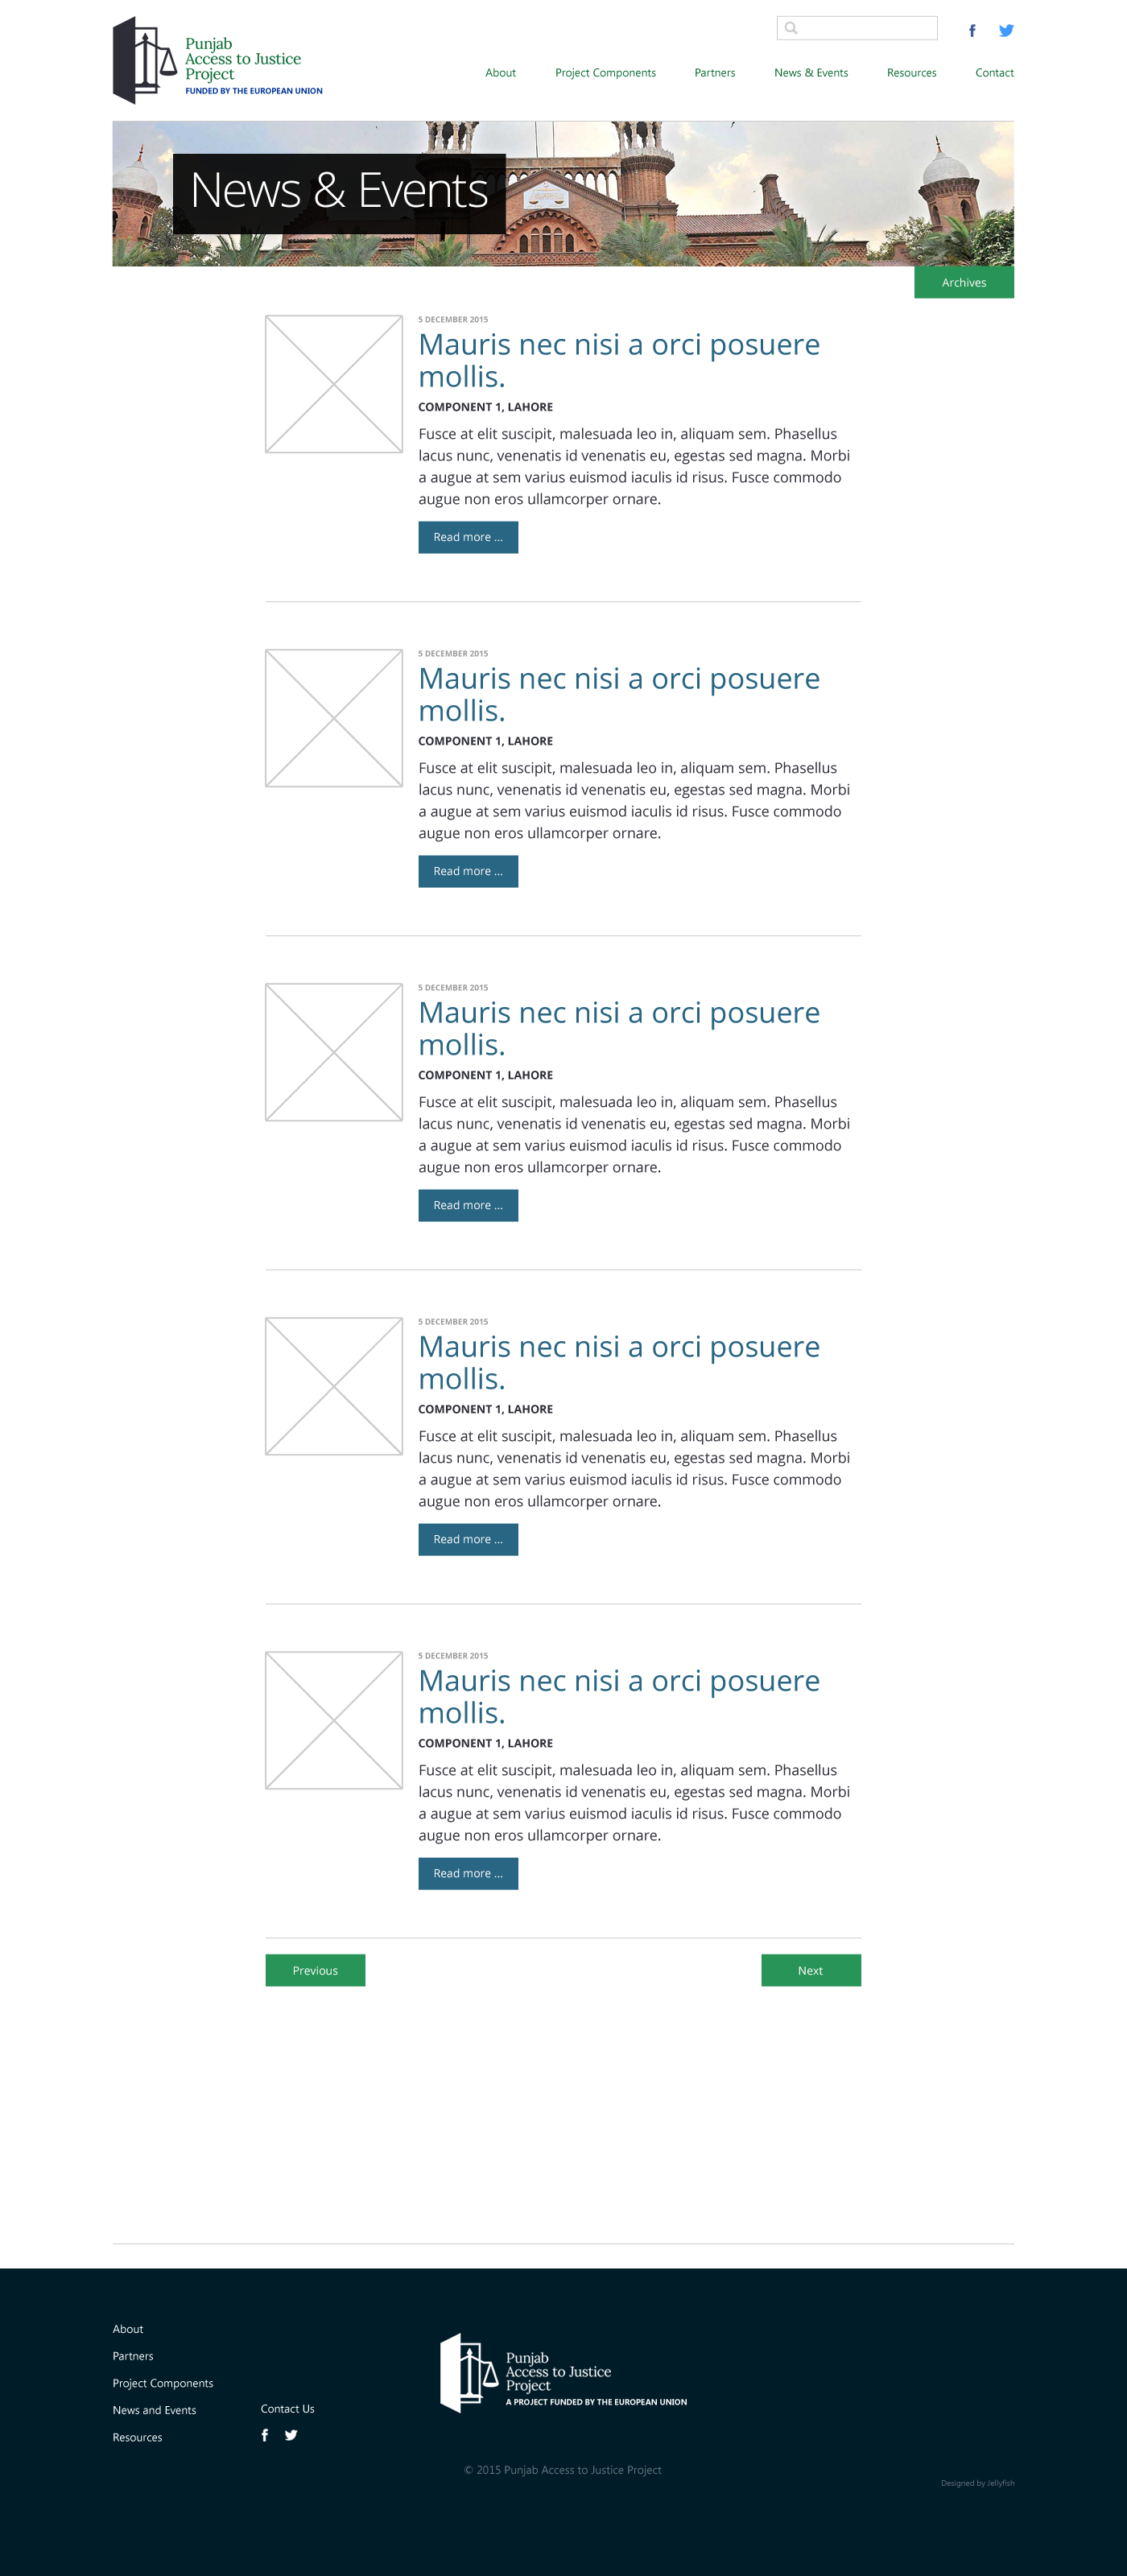 Punjab
Access to Justice
Project
FUNDED BY THE EUROPEAN UNION
About
Project Components
Partners
News & Events
Resources
Contact
News & Events
Archives
5 DECEMBER 2015
Mauris nec nisi a orci posuere
mollis.
COMPONENT 1, LAHORE
Fusce at elit suscipit, malesuada leo in, aliquam sem. Phasellus
lacus nunc, venenatis id venenatis eu, egestas sed magna. Morbi
a augue at sem varius euismod iaculis id risus. Fusce commodo
augue non eros ullamcorper ornare.
Read more ...
5 DECEMBER 2015
Mauris nec nisi a orci posuere
mollis.
COMPONENT 1, LAHORE
Fusce at elit suscipit, malesuada leo in, aliquam sem. Phasellus
lacus nunc, venenatis id venenatis eu, egestas sed magna. Morbi
a augue at sem varius euismod iaculis id risus. Fusce commodo
augue non eros ullamcorper ornare.
Read more ...
5 DECEMBER 2015
Mauris nec nisi a orci posuere
mollis.
COMPONENT 1, LAHORE
Fusce at elit suscipit, malesuada leo in, aliquam sem. Phasellus
lacus nunc, venenatis id venenatis eu, egestas sed magna. Morbi
a augue at sem varius euismod iaculis id risus. Fusce commodo
augue non eros ullamcorper ornare.
Read more ...
5 DECEMBER 2015
Mauris nec nisi a orci posuere
mollis.
COMPONENT 1, LAHORE
Fusce at elit suscipit, malesuada leo in, aliquam sem. Phasellus
lacus nunc, venenatis id venenatis eu, egestas sed magna. Morbi
a augue at sem varius euismod iaculis id risus. Fusce commodo
augue non eros ullamcorper ornare.
Read more ...
5 DECEMBER 2015
Mauris nec nisi a orci posuere
mollis.
COMPONENT 1, LAHORE
Fusce at elit suscipit, malesuada leo in, aliquam sem. Phasellus
lacus nunc, venenatis id venenatis eu, egestas sed magna. Morbi
a augue at sem varius euismod iaculis id risus. Fusce commodo
augue non eros ullamcorper ornare.
Read more ...
Previous
Next
About
Partners
Project Components
News and Events
Resources
Contact Us
Punjab
Access to Justice
Project
A PROJECT FUNDED BY THE EUROPEAN UNION
© 2015 Punjab Access to Justice Project
Designed by Jellyfish